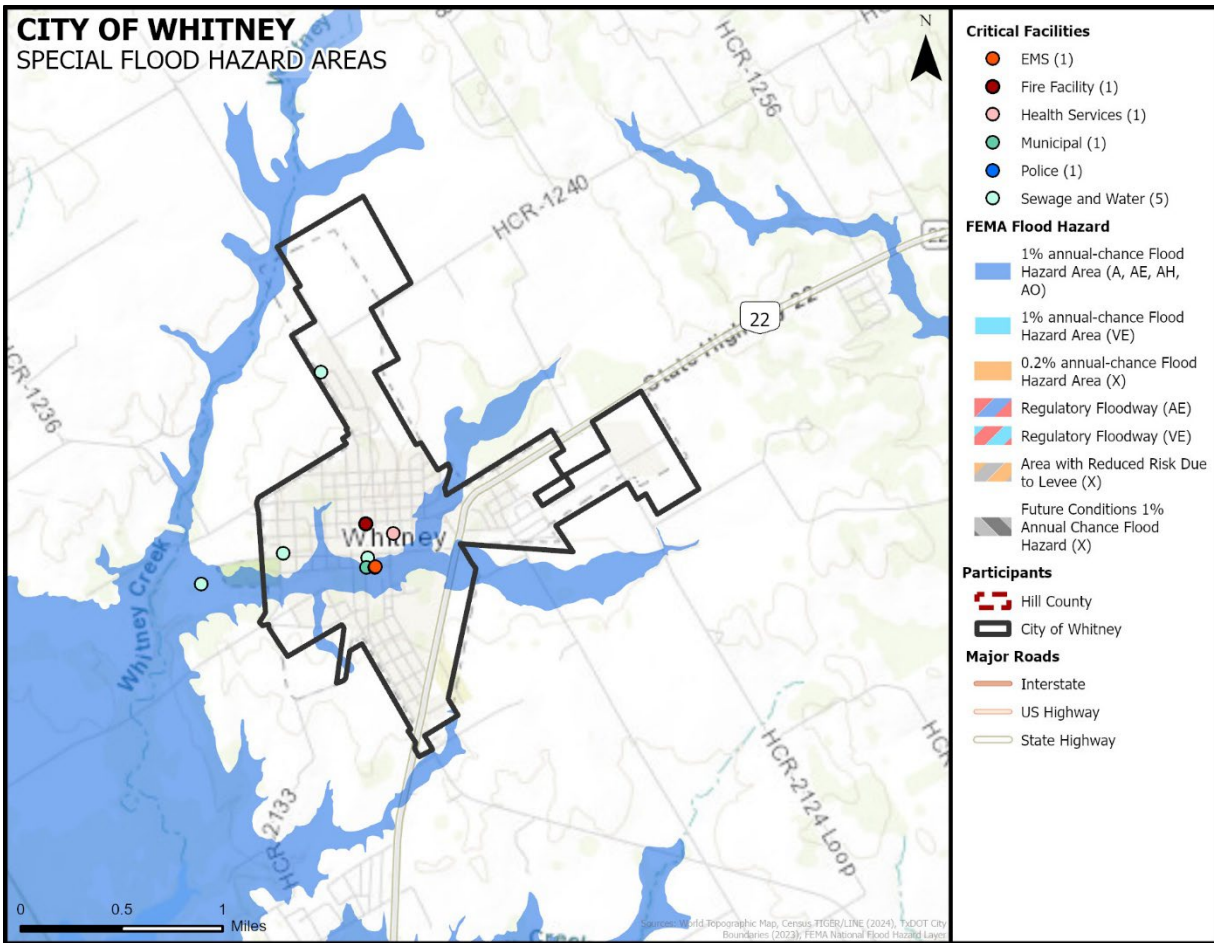 CITY OF WHITNEY
SPECIAL FLOOD HAZARD AREAS
N
HCR-1256
HCR-1240
22
State Highway 22
HCR-1236
Whitney
Whitney Creek
HCR-2133
HCR-2124 Loop
HCR
Creek
0 0.5 1
Miles
Sources: World Topographic Map, Census TIGER/LINE (2024), TxDOT City
Boundaries (2023), FEMA National Flood Hazard Layer
Critical Facilities
EMS (1)
Fire Facility (1)
Health Services (1)
Municipal (1)
Police (1)
Sewage and Water (5)
FEMA Flood Hazard
1% annual-chance Flood
Hazard Area (A, AE, AH,
AO)
1% annual-chance Flood
Hazard Area (VE)
0.2% annual-chance Flood
Hazard Area (X)
Regulatory Floodway (AE)
Regulatory Floodway (VE)
Area with Reduced Risk Due
to Levee (X)
Future Conditions 1%
Annual Chance Flood
Hazard (X)
Participants
Hill County
City of Whitney
Major Roads
Interstate
US Highway
State Highway